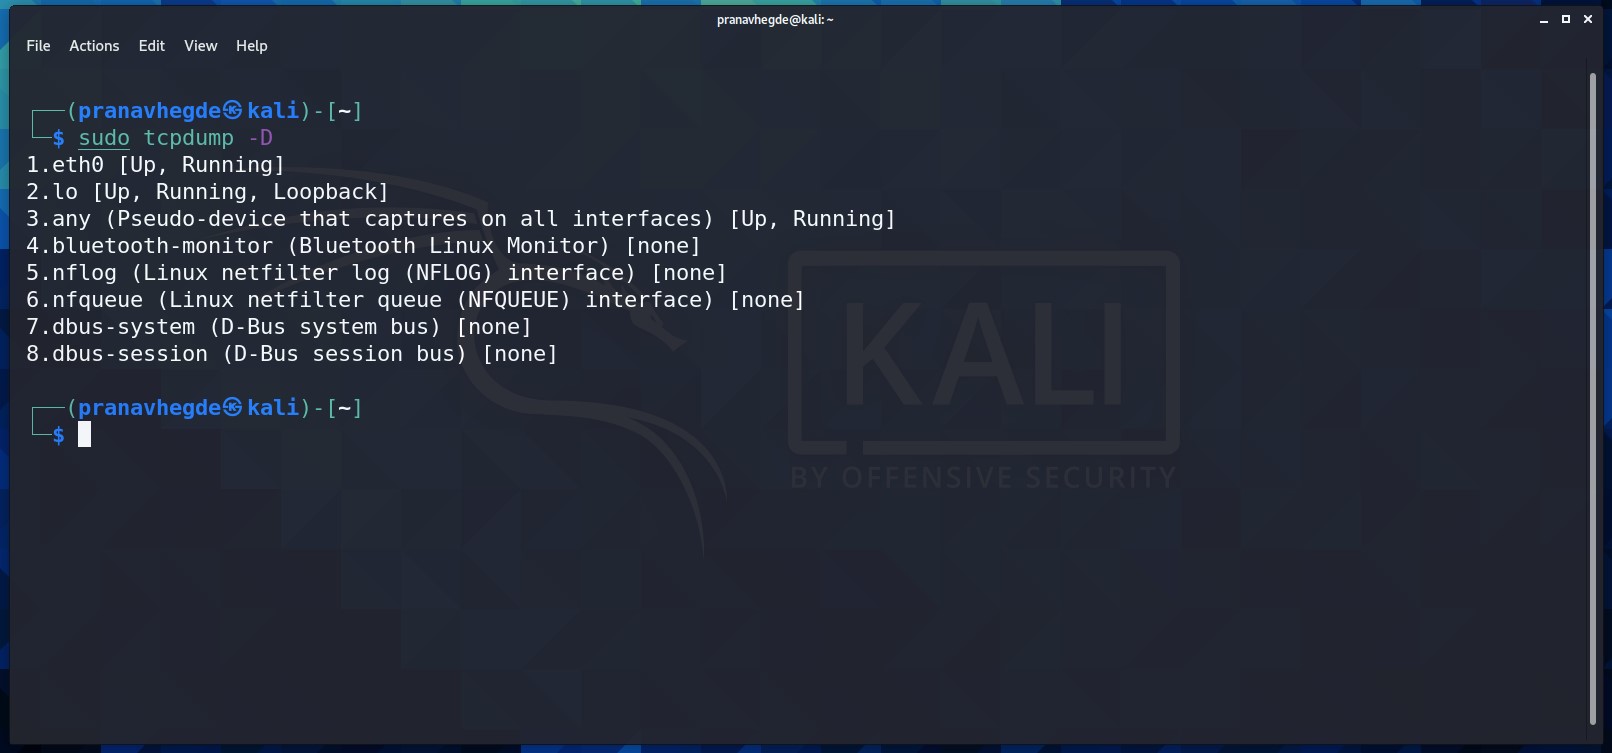 pranavhegde@kali: ~
File Actions Edit View Help
┌──(pranavhegde㉿kali)-[~]
└─$ sudo tcpdump -D
1.eth0 [Up, Running]
2.lo [Up, Running, Loopback]
3.any (Pseudo-device that captures on all interfaces) [Up, Running]
4.bluetooth-monitor (Bluetooth Linux Monitor) [none]
5.nflog (Linux netfilter log (NFLOG) interface) [none]
6.nfqueue (Linux netfilter queue (NFQUEUE) interface) [none]
7.dbus-system (D-Bus system bus) [none]
8.dbus-session (D-Bus session bus) [none]
┌──(pranavhegde㉿kali)-[~]
└─$
KALI
BY OFFENSIVE SECURITY